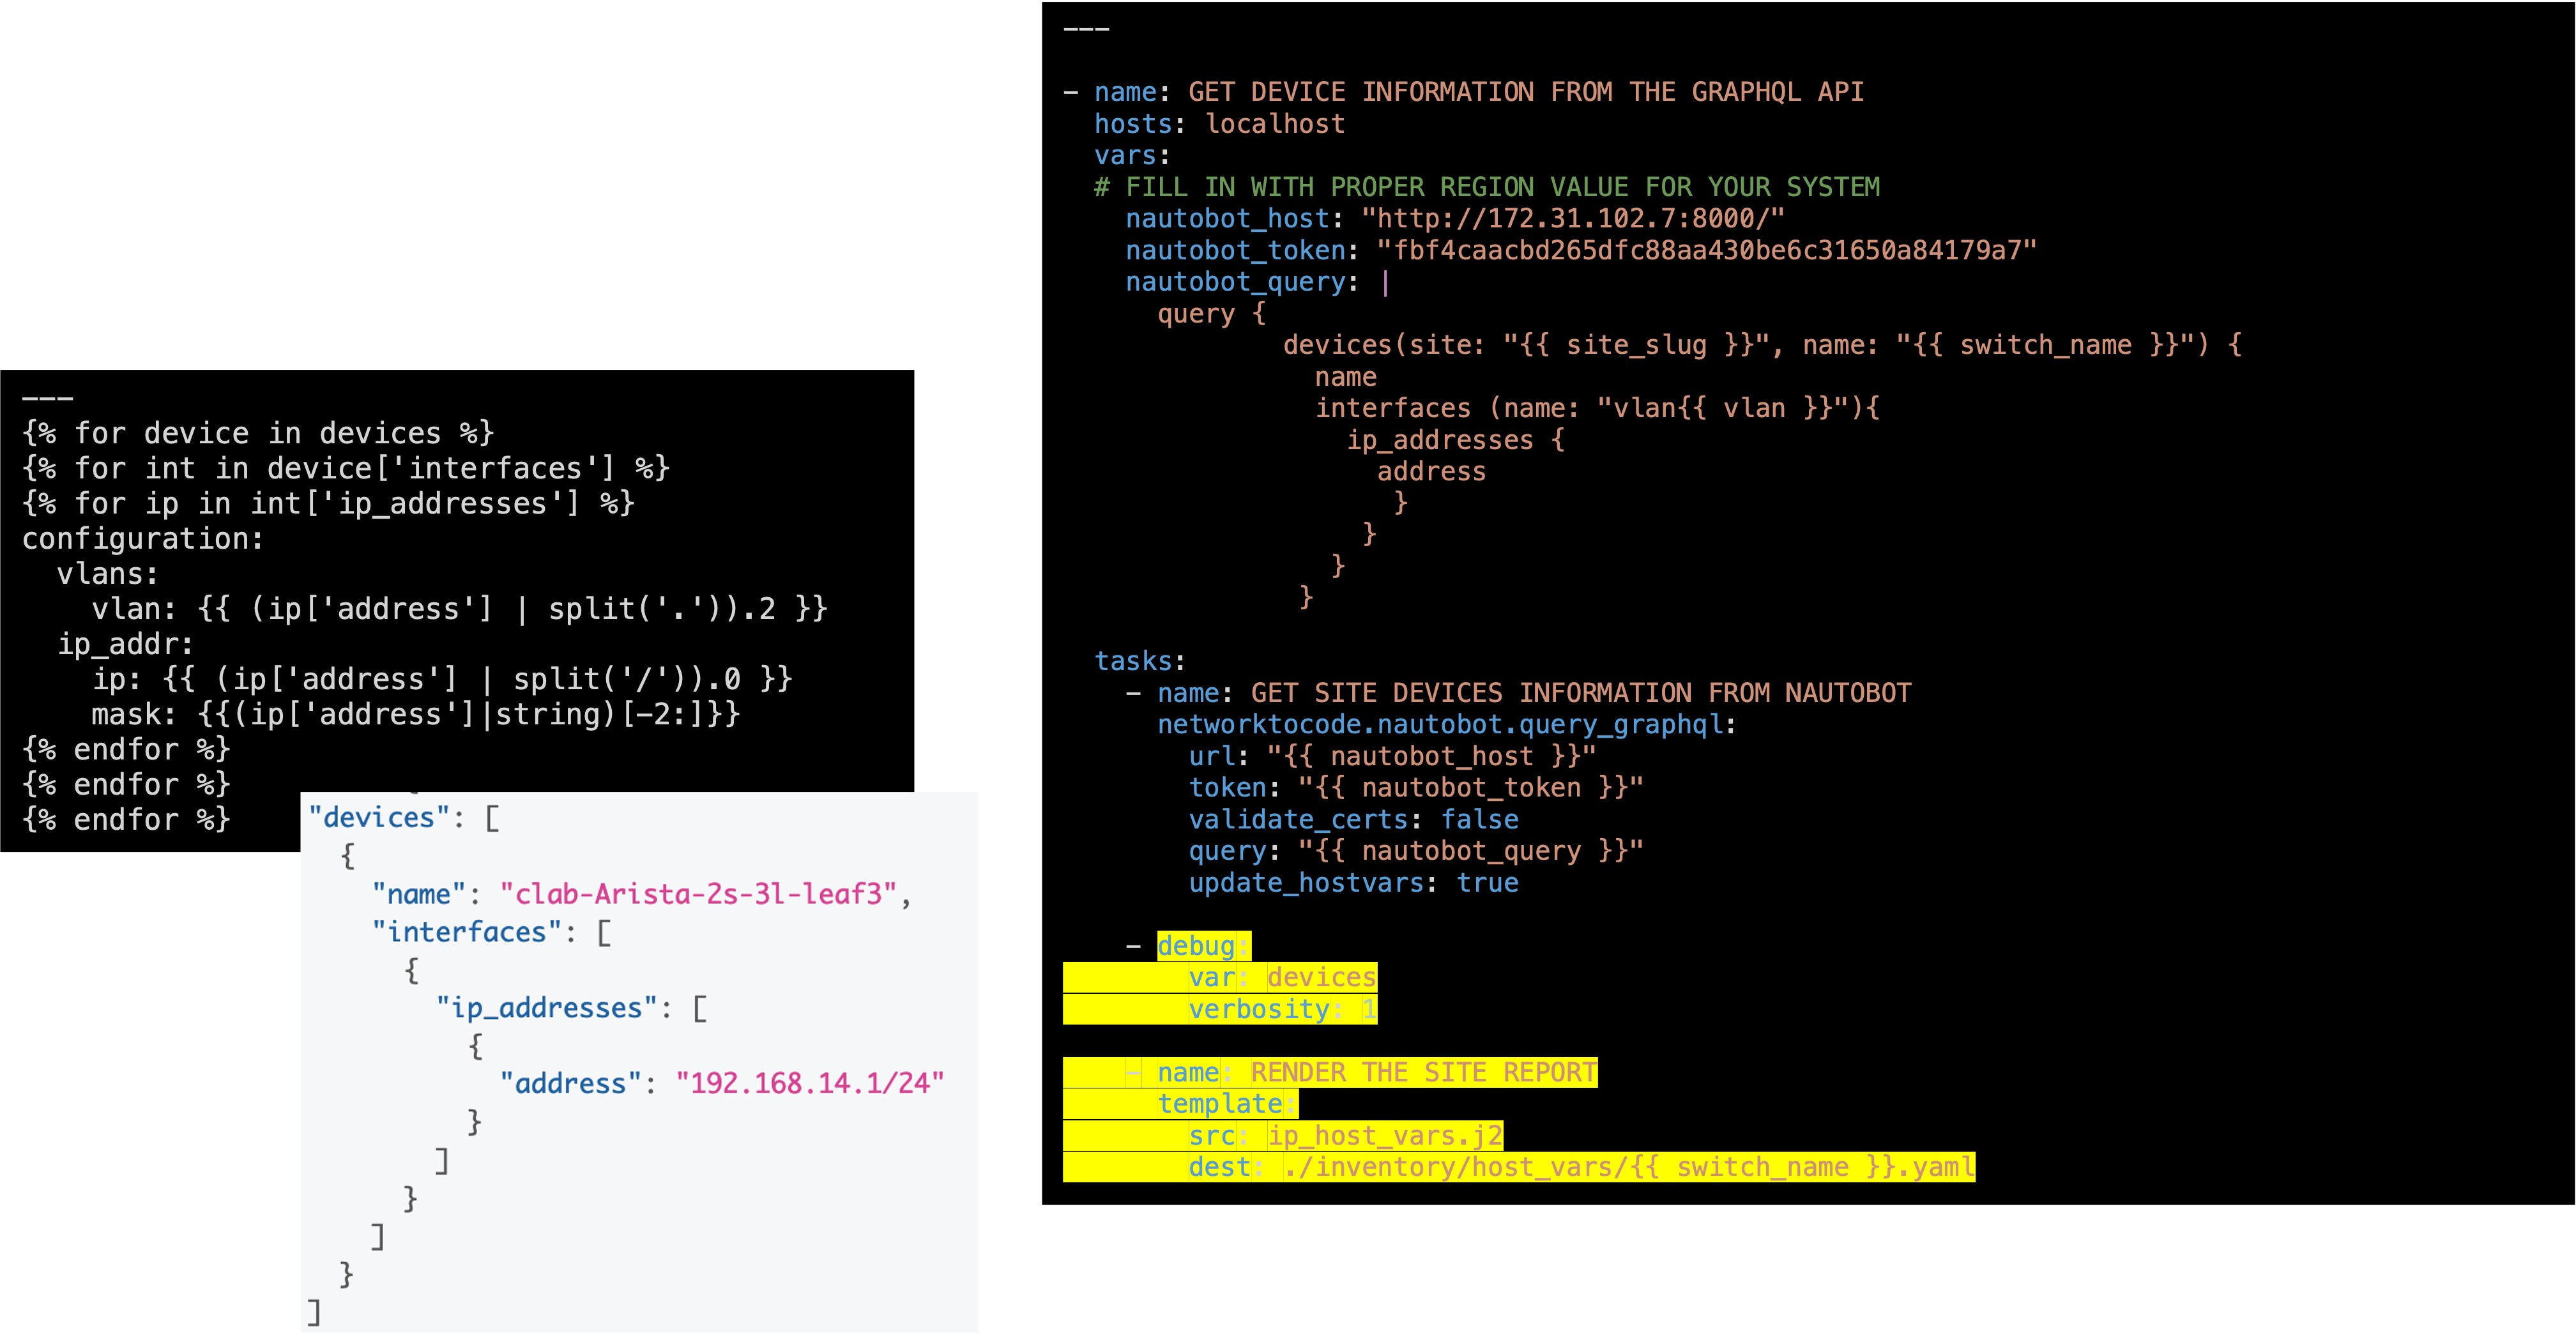 ---
{% for device in devices %}
{% for int in device['interfaces'] %}
{% for ip in int['ip_addresses'] %}
configuration:
  vlans:
    vlan: {{ (ip['address'] | split('.')).2 }}
  ip_addr:
    ip: {{ (ip['address'] | split('/')).0 }}
    mask: {{(ip['address']|string)[-2:]}}
{% endfor %}
{% endfor %}
{% endfor %}
"devices": [
  {
    "name": "clab-Arista-2s-3l-leaf3",
    "interfaces": [
      {
        "ip_addresses": [
          {
            "address": "192.168.14.1/24"
          }
        ]
      }
    ]
  }
]
---
- name: GET DEVICE INFORMATION FROM THE GRAPHQL API
  hosts: localhost
  vars:
  # FILL IN WITH PROPER REGION VALUE FOR YOUR SYSTEM
    nautobot_host: "http://172.31.102.7:8000/"
    nautobot_token: "fbf4caacbd265dfc88aa430be6c31650a84179a7"
    nautobot_query: |
      query {
              devices(site: "{{ site_slug }}", name: "{{ switch_name }}") {
                name
                interfaces (name: "vlan{{ vlan }}"){
                  ip_addresses {
                    address
                     }
                   }
                 }
               }
  tasks:
    - name: GET SITE DEVICES INFORMATION FROM NAUTOBOT
      networktocode.nautobot.query_graphql:
        url: "{{ nautobot_host }}"
        token: "{{ nautobot_token }}"
        validate_certs: false
        query: "{{ nautobot_query }}"
        update_hostvars: true
    - debug:
        var: devices
        verbosity: 1
    - name: RENDER THE SITE REPORT
      template:
        src: ip_host_vars.j2
        dest: ./inventory/host_vars/{{ switch_name }}.yaml